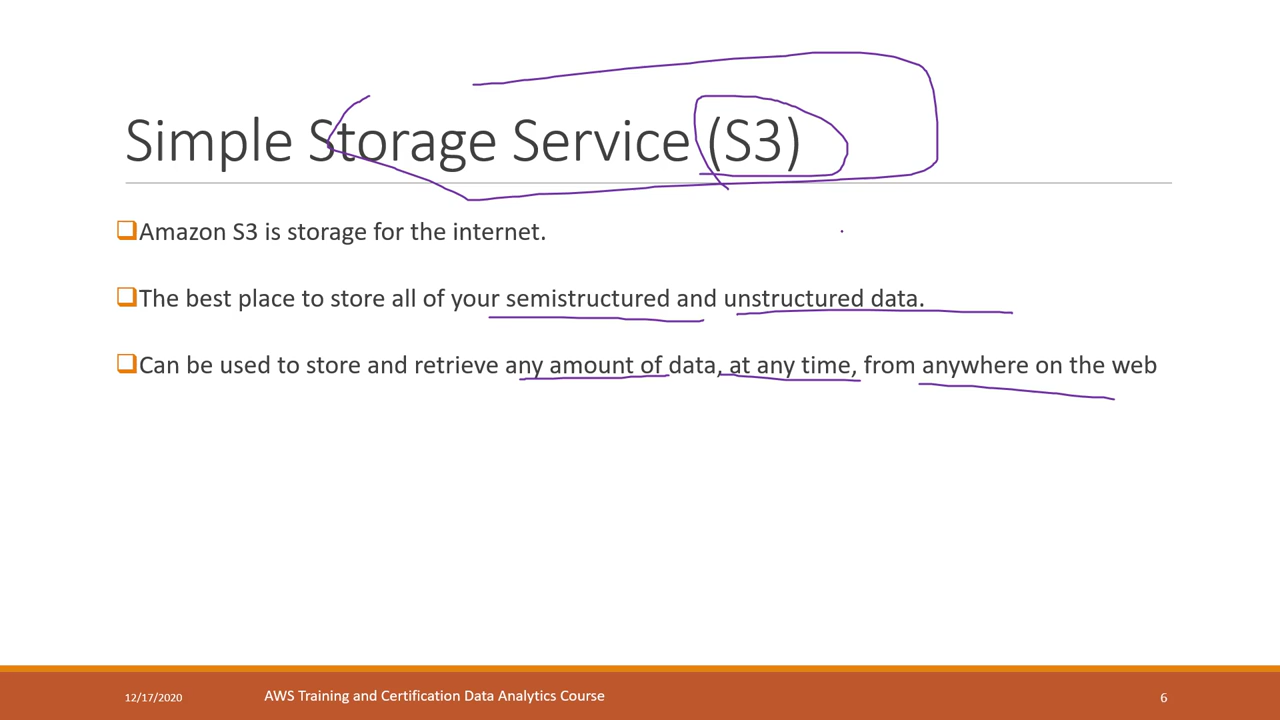 Simple Storage Service (S3)
Amazon S3 is storage for the internet.
The best place to store all of your semistructured and unstructured data.
Can be used to store and retrieve any amount of data, at any time, from anywhere on the web
12/17/2020
AWS Training and Certification Data Analytics Course
6